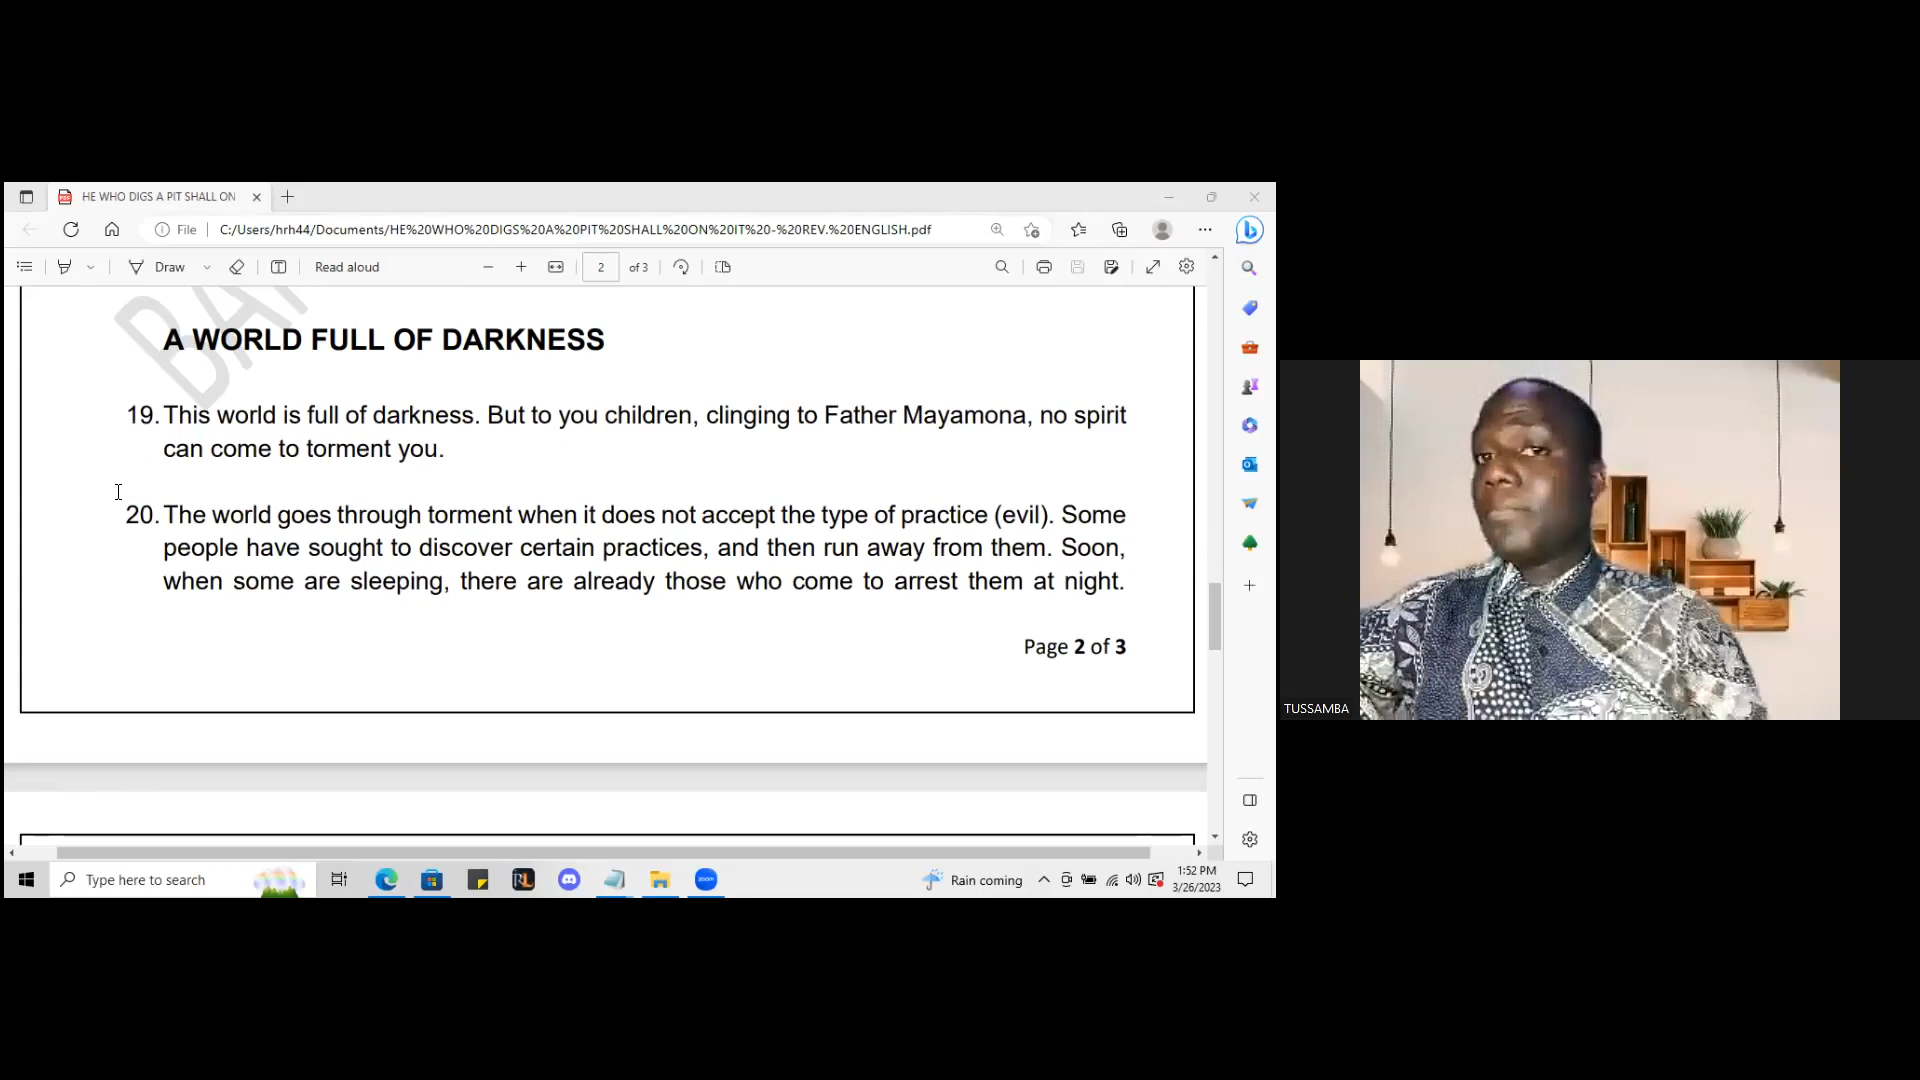 HE WHO DIGS A PIT SHALL ON
File
C:/Users/hrh44/Documents/HE%20WHO%20DIGS%20A%20PIT%20SHALL%20ON%20IT%20-%20REV.%20ENGLISH.pdf
Draw
Read aloud
2
of 3
A WORLD FULL OF DARKNESS
19. This world is full of darkness. But to you children, clinging to Father Mayamona, no spirit
can come to torment you.
20. The world goes through torment when it does not accept the type of practice (evil). Some
people have sought to discover certain practices, and then run away from them. Soon,
when some are sleeping, there are already those who come to arrest them at night.
Page 2 of 3
TUSSAMBA
Type here to search
Rain coming
1:52 PM
3/26/2023